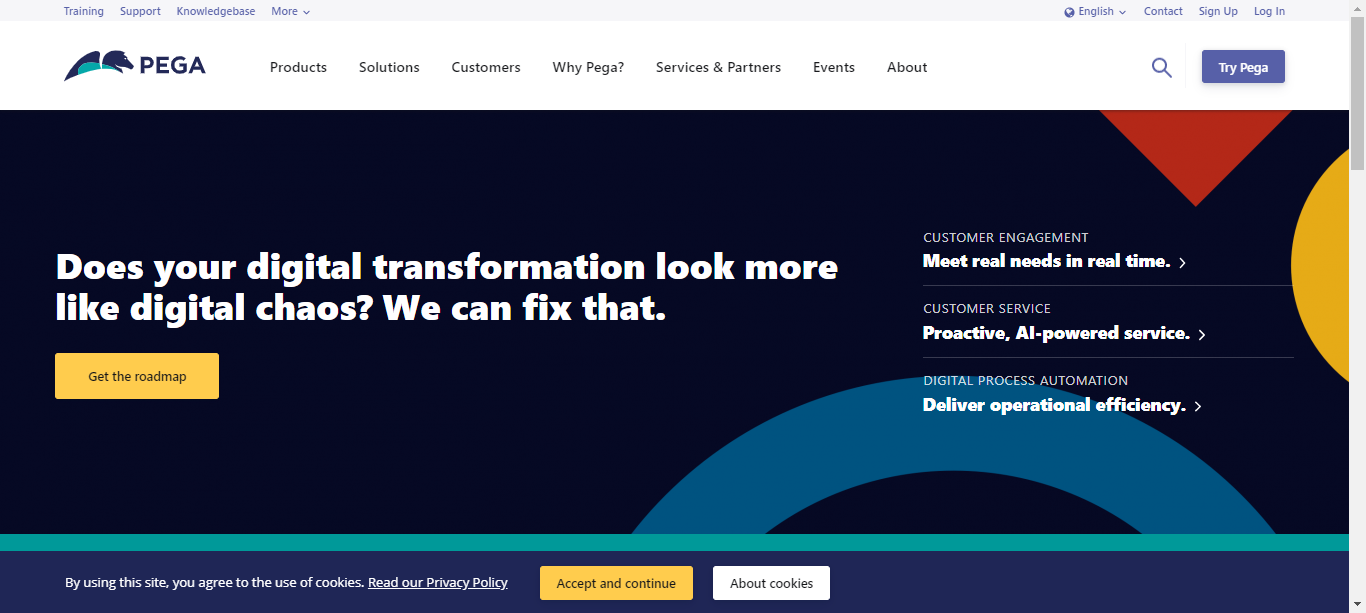 Training Support Knowledgebase More English Contact Sign Up Log In
PEGA Products Solutions Customers Why Pega? Services & Partners Events About Try Pega
Does your digital transformation look more
like digital chaos? We can fix that.
Get the roadmap
CUSTOMER ENGAGEMENT
Meet real needs in real time.
CUSTOMER SERVICE
Proactive, AI-powered service.
DIGITAL PROCESS AUTOMATION
Deliver operational efficiency.
By using this site, you agree to the use of cookies. Read our Privacy Policy Accept and continue About cookies